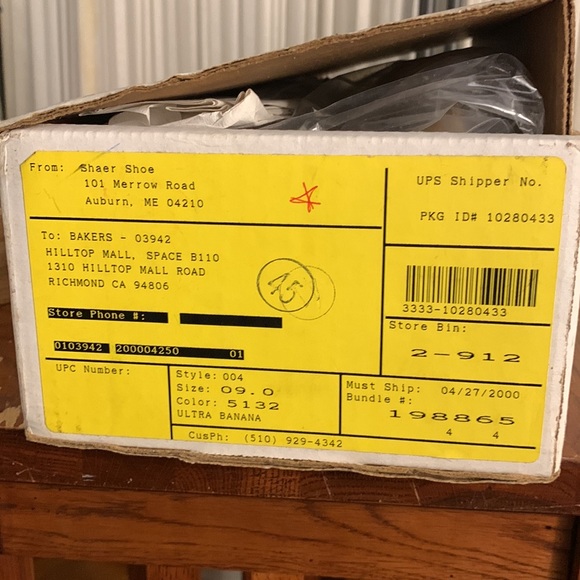 From: Shaer Shoe
101 Merrow Road
Auburn, ME 04210
UPS Shipper No.
PKG ID# 10280433
To: BAKERS - 03942
HILLTOP MALL, SPACE B110
1310 HILLTOP MALL ROAD
RICHMOND CA 94806
45
3333-10280433
Store Phone #:
Store Bin:
2-912
0103942 200004250 01
UPC Number:
Style: 004
Size: 09.0
Color: 5132
ULTRA BANANA
Must Ship: 04/27/2000
Bundle #:
198865
4 4
CusPh: (510) 929-4342